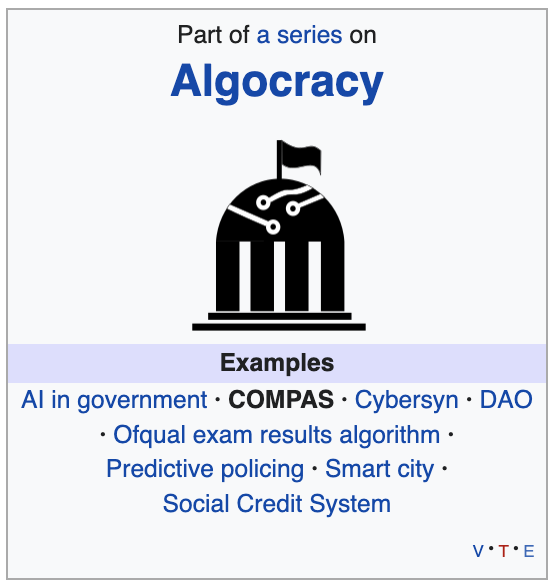 Part of a series on
Algocracy
Examples
AI in government · COMPAS · Cybersyn · DAO
· Ofqual exam results algorithm ·
Predictive policing · Smart city ·
Social Credit System
V · T · E